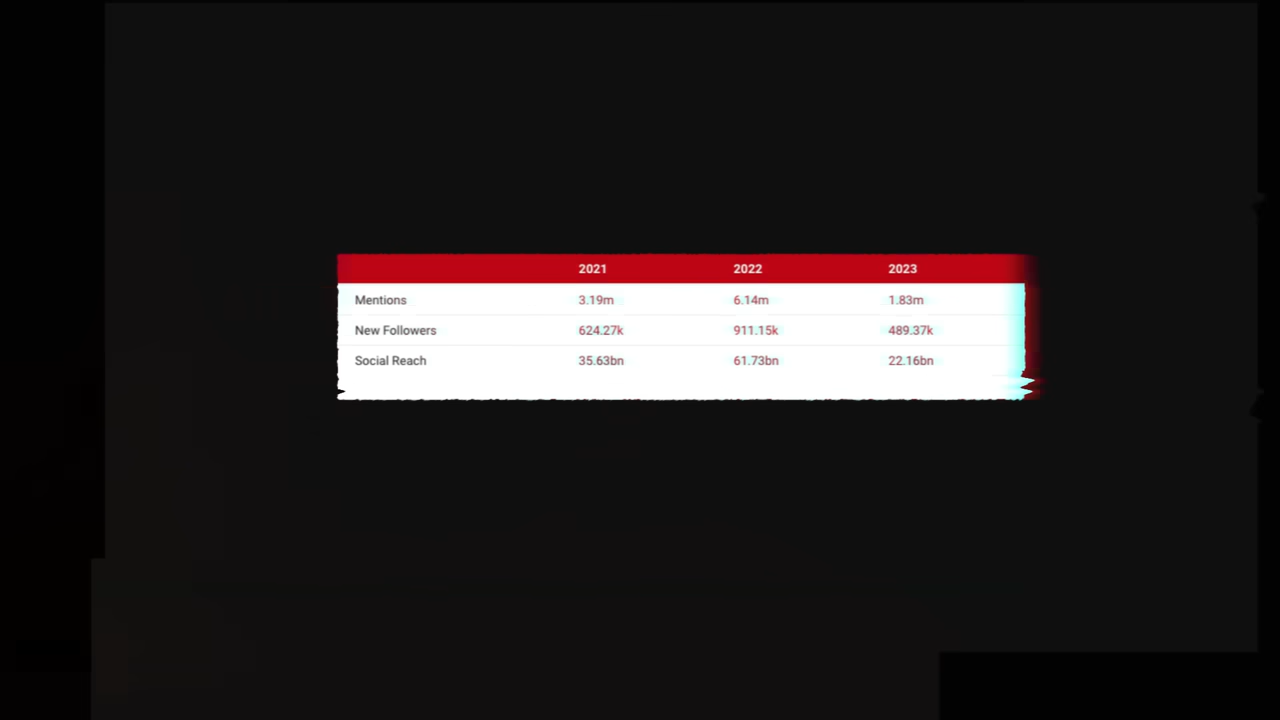 2021 2022 2023
Mentions 3.19m 6.14m 1.83m
New Followers 624.27k 911.15k 489.37k
Social Reach 35.63bn 61.73bn 22.16bn